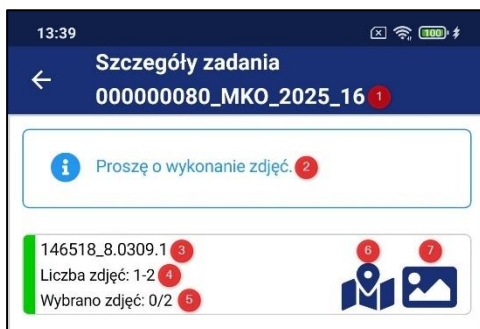 13:39 100
Szczegóły zadania
000000080_MKO_2025_16 1
Proszę o wykonanie zdjęć. 2
146518_8.0309.1 3
6 7
Liczba zdjęć: 1-2 4
Wybrano zdjęć: 0/2 5